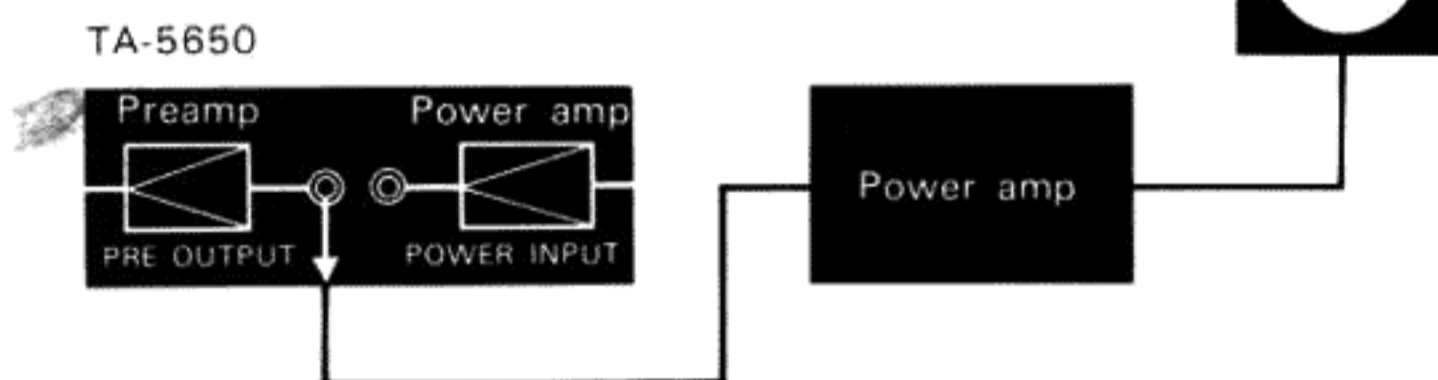 TA-5650
Preamp
Power amp
PRE OUTPUT
POWER INPUT
Power amp